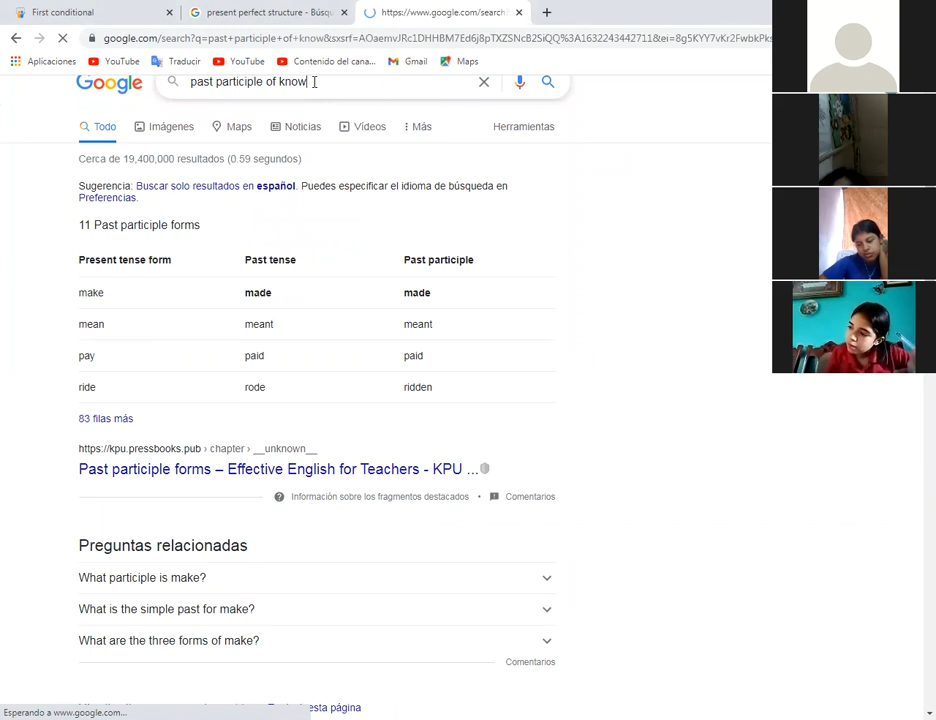 First conditional
present perfect structure - Búsqu
https://www.google.com/search?
google.com/search?q=past+participle+of+know&sxsrf=AOaemvJRc1DHHBM7Ed6j8pTXZSNcB2SiQQ%3A1632243442711&ei=8g5KYY7vKr2FwbkPks
Aplicaciones
YouTube
Traducir
YouTube
Contenido del cana...
Gmail
Maps
Google
past participle of know
Todo
Imágenes
Maps
Noticias
Vídeos
Más
Herramientas
Cerca de 19,400,000 resultados (0.59 segundos)
Sugerencia: Buscar solo resultados en español. Puedes especificar el idioma de búsqueda en
Preferencias.
11 Past participle forms
Present tense form Past tense Past participle
make made made
mean meant meant
pay paid paid
ride rode ridden
83 filas más
https://kpu.pressbooks.pub › chapter › __unknown__
Past participle forms – Effective English for Teachers - KPU ...
Información sobre los fragmentos destacados • Comentarios
Preguntas relacionadas
What participle is make?
What is the simple past for make?
What are the three forms of make?
Comentarios
Esperando a www.google.com...
esta página